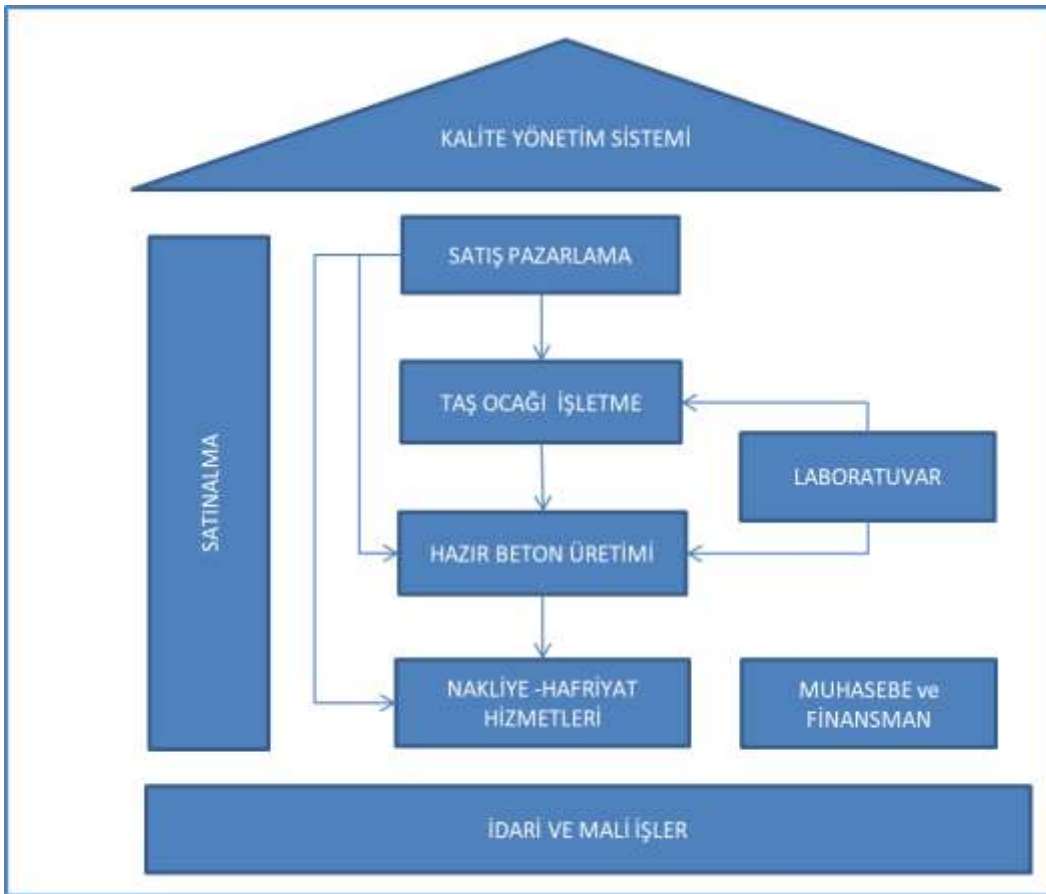 KALİTE YÖNETİM SİSTEMİ
SATIŞ PAZARLAMA
TAŞ OCAĞI İŞLETME
LABORATUVAR
SATINALMA
HAZIR BETON ÜRETİMİ
NAKLİYE -HAFRİYAT
HİZMETLERİ
MUHASEBE ve
FİNANSMAN
İDARİ VE MALİ İŞLER